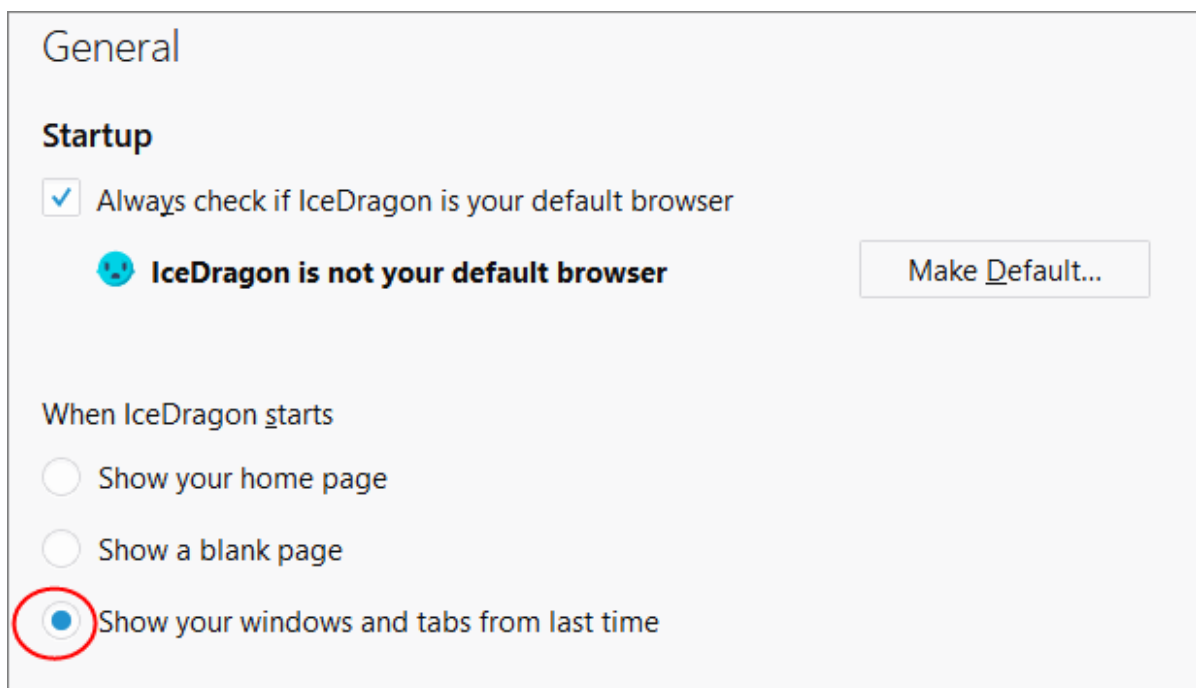 General
Startup
Always check if IceDragon is your default browser
IceDragon is not your default browser
Make Default...
When IceDragon starts
Show your home page
Show a blank page
Show your windows and tabs from last time